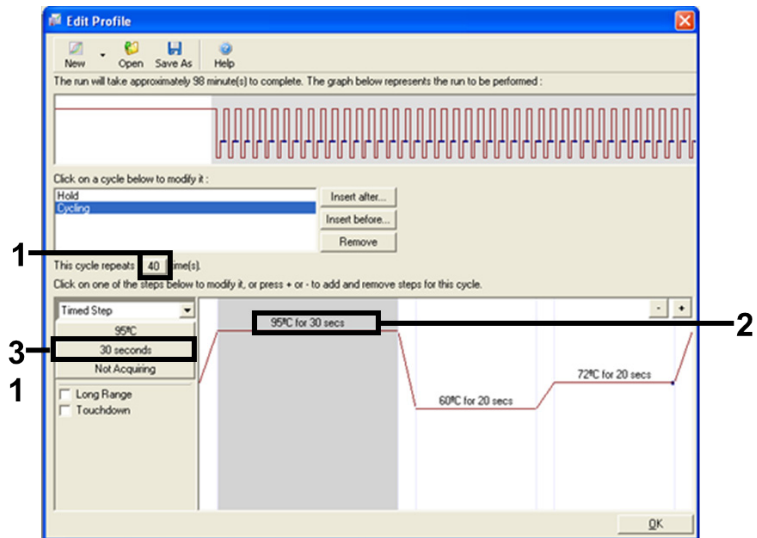 Edit Profile
New Open Save As Help
The run will take approximately 98 minute(s) to complete. The graph below represents the run to be performed :
Click on a cycle below to modify it :
Hold
Cycling
Insert after...
Insert before...
Remove
1
This cycle repeats 40 time(s).
Click on one of the steps below to modify it, or press + or - to add and remove steps for this cycle.
Timed Step
- +
95ºC
95ºC for 30 secs
2
3
30 seconds
Not Acquiring
72ºC for 20 secs
1
Long Range
60ºC for 20 secs
Touchdown
OK